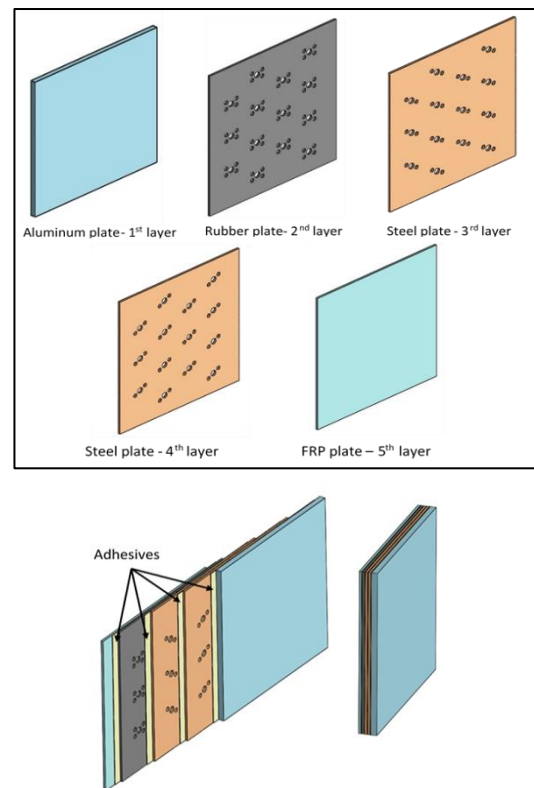 Aluminum plate- 1st layer
Rubber plate- 2nd layer
Steel plate - 3rd layer
Steel plate - 4th layer
FRP plate – 5th layer
Adhesives